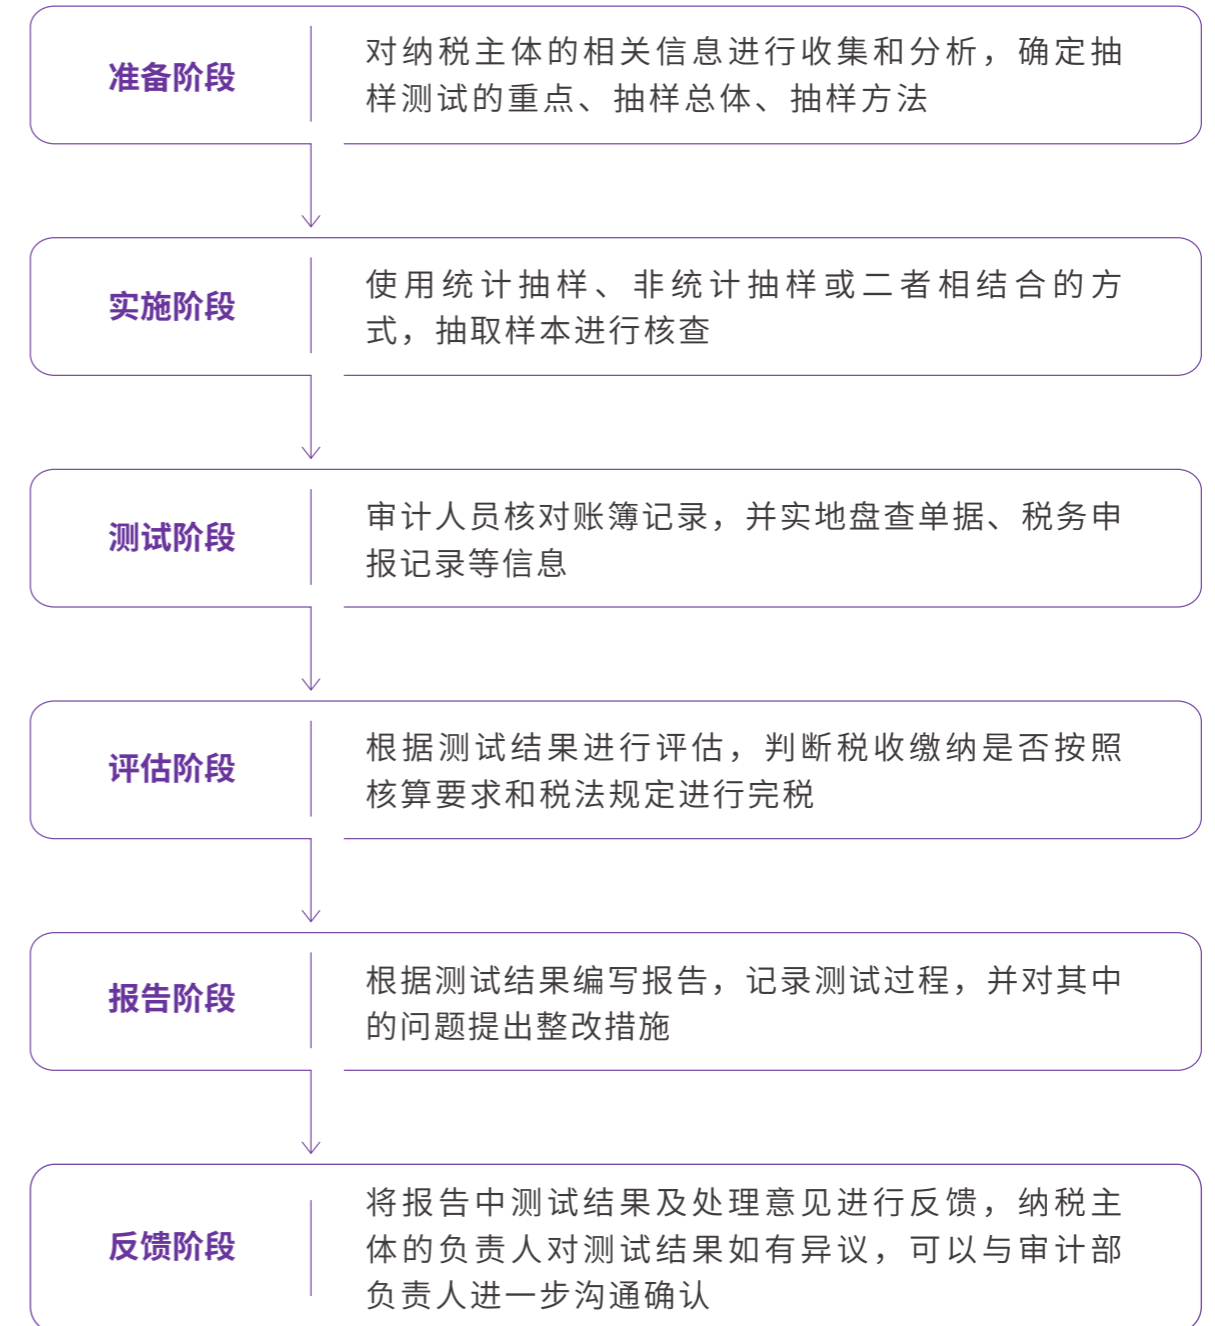 准备阶段
对纳税主体的相关信息进行收集和分析，确定抽
样测试的重点、抽样总体、抽样方法
实施阶段
使用统计抽样、非统计抽样或二者相结合的方
式，抽取样本进行核查
测试阶段
审计人员核对账簿记录，并实地盘查单据、税务申
报记录等信息
评估阶段
根据测试结果进行评估，判断税收缴纳是否按照
核算要求和税法规定进行完税
报告阶段
根据测试结果编写报告，记录测试过程，并对其中
的问题提出整改措施
反馈阶段
将报告中测试结果及处理意见进行反馈，纳税主
体的负责人对测试结果如有异议，可以与审计部
负责人进一步沟通确认